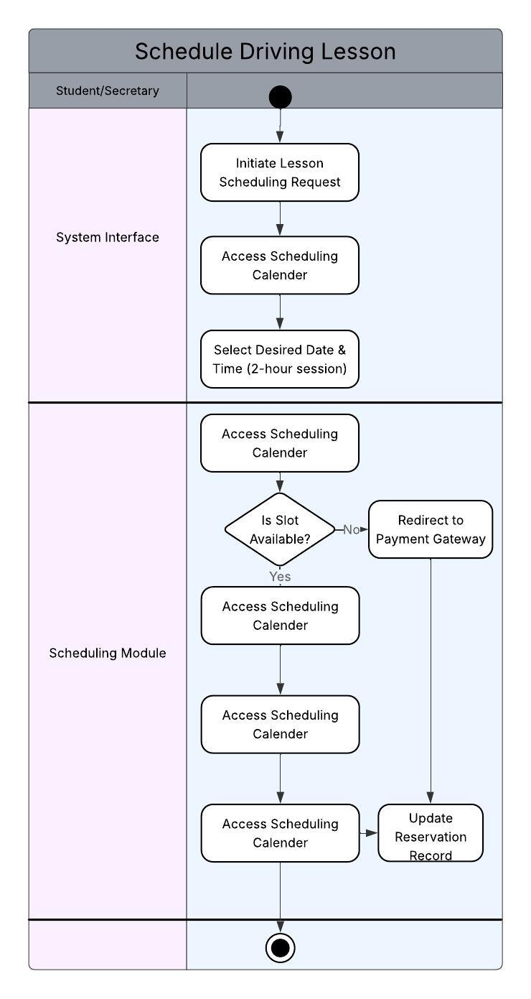 Schedule Driving Lesson
Student/Secretary
Initiate Lesson
Scheduling Request
System Interface
Access Scheduling
Calender
Select Desired Date &
Time (2-hour session)
Access Scheduling
Calender
Is Slot
Available?
No
Redirect to
Payment Gateway
Yes
Access Scheduling
Calender
Scheduling Module
Access Scheduling
Calender
Access Scheduling
Calender
Update
Reservation
Record